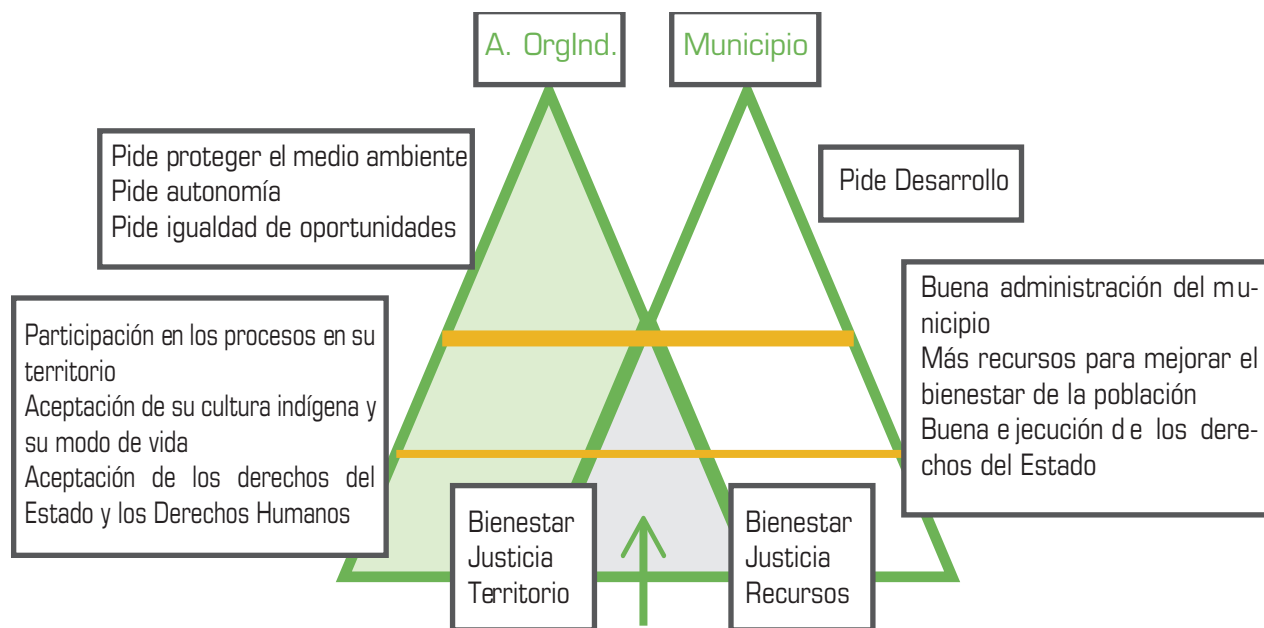 A. OrgInd.
Municipio
Pide proteger el medio ambiente
Pide autonomía
Pide igualdad de oportunidades
Pide Desarrollo
Participación en los procesos en su
territorio
Aceptación de su cultura indígena y
su modo de vida
Aceptación de los derechos del
Estado y los Derechos Humanos
Buena administración del mu-
nicipio
Más recursos para mejorar el
bienestar de la población
Buena ejecución de los dere-
chos del Estado
Bienestar
Justicia
Territorio
Bienestar
Justicia
Recursos